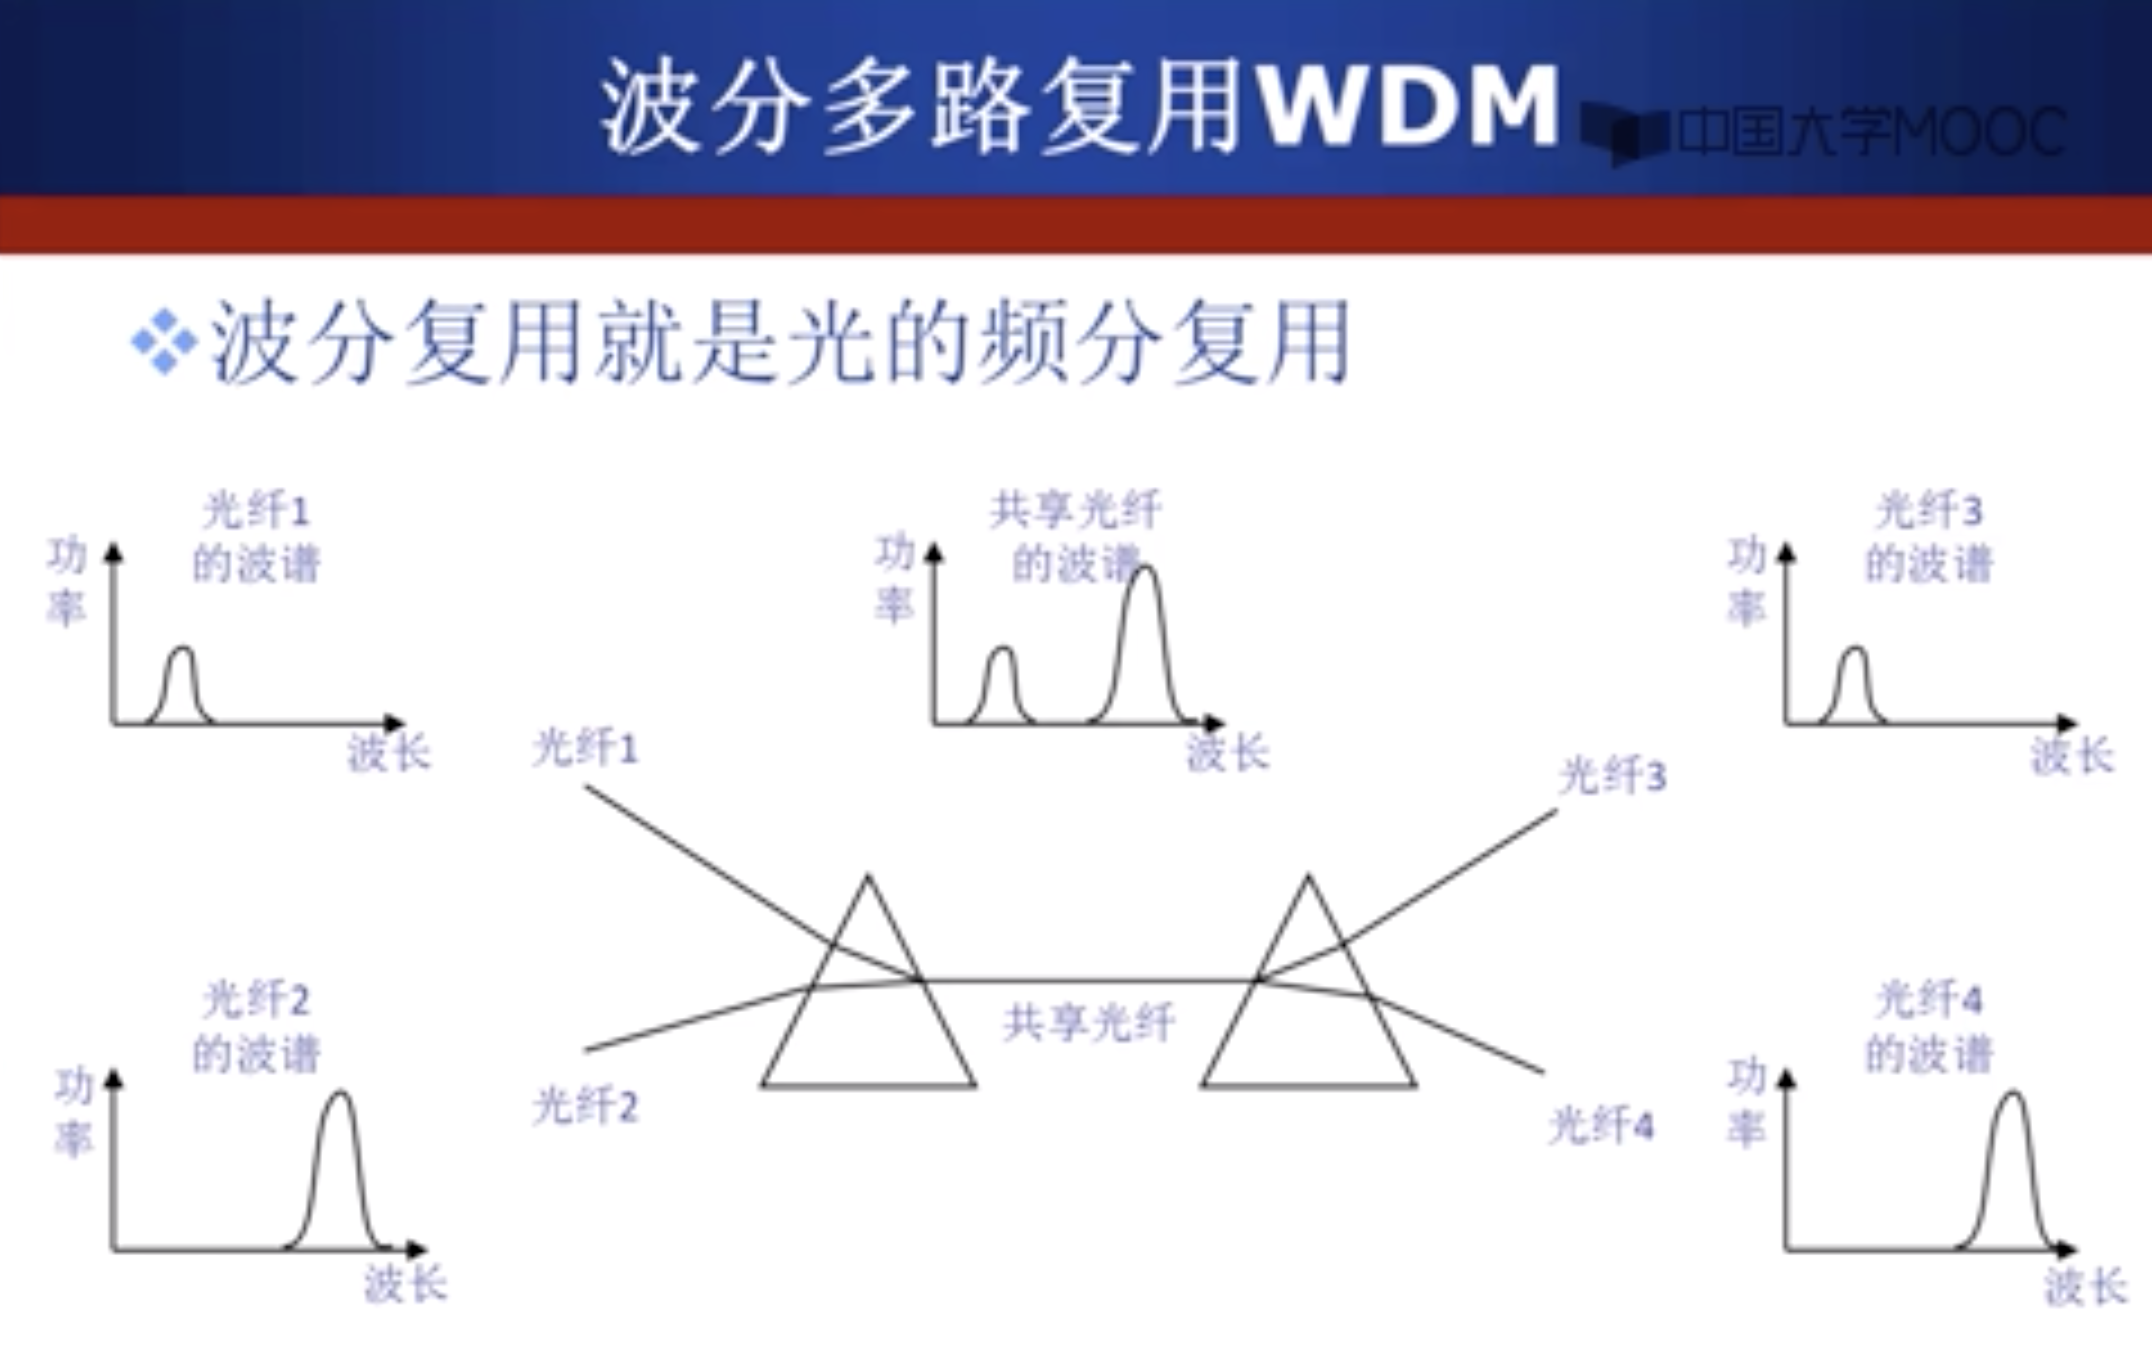 波分多路复用WDM
中国大学MOOC
波分复用就是光的频分复用
光纤1
的波谱
功
率
波长
共享光纤
的波谱
功
率
波长
光纤3
的波谱
功
率
波长
光纤1
光纤3
共享光纤
光纤2
的波谱
功
率
波长
光纤2
光纤4
光纤4
的波谱
功
率
波长